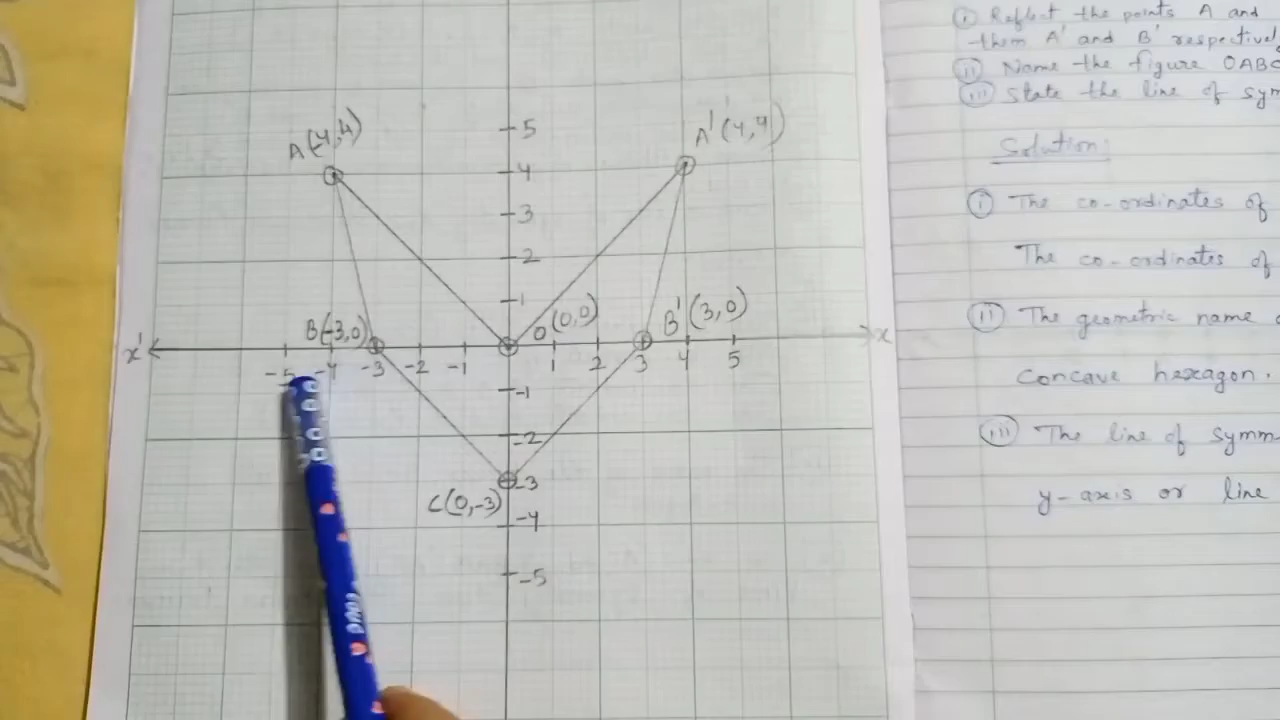 A(-4,4)
A'(4,4)
5
4
3
2
1
B(-3,0)
O(0,0)
B'(3,0)
x'
x
-5 -4 -3 -2 -1 1 2 3 4 5
-1
-2
-3
C(0,-3)
-4
-5
(i) Reflect the points A and
them A' and B'
(ii) Name the figure OABC
(iii) State the line of sym
Solution:
(i) The co-ordinates of
The co-ordinates of
(ii) The geometric name
concave hexagon.
(iii) The line of symm
y-axis or line